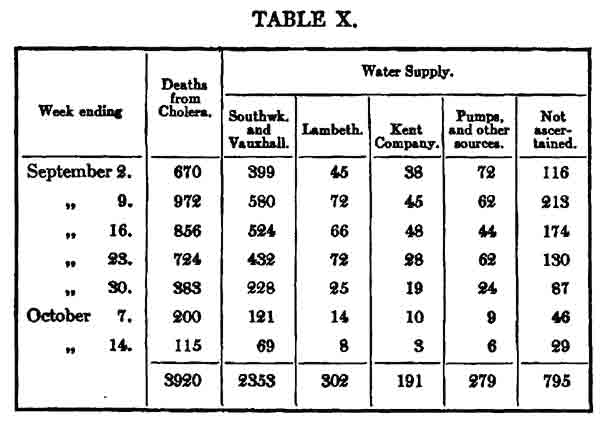 TABLE X.
Week ending
Deaths
from
Cholera.
Water Supply.
Southwk.
and
Vauxhall.
Lambeth.
Kent
Company.
Pumps,
and other
sources.
Not
ascer-
tained.
September 2. 670 399 45 38 72 116
„ 9. 972 580 72 45 62 213
„ 16. 856 524 66 48 44 174
„ 23. 724 432 72 28 62 130
„ 30. 383 228 25 19 24 87
October 7. 200 121 14 10 9 46
„ 14. 115 69 8 3 6 29
3920 2353 302 191 279 795